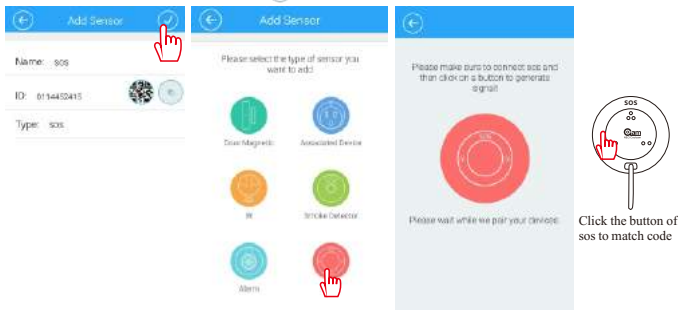 Add Sensor
Name: sos
ID: 0114452415
Type: sos
Add Sensor
Please select the type of sensor you
want to add
Door Magnetic
Associated Device
Smoke Detector
Alarm
Please make sure to connect sos and
then click on a button to generate
signal!
Please wait while we pair your devices.
SOS
Click the button of
sos to match code